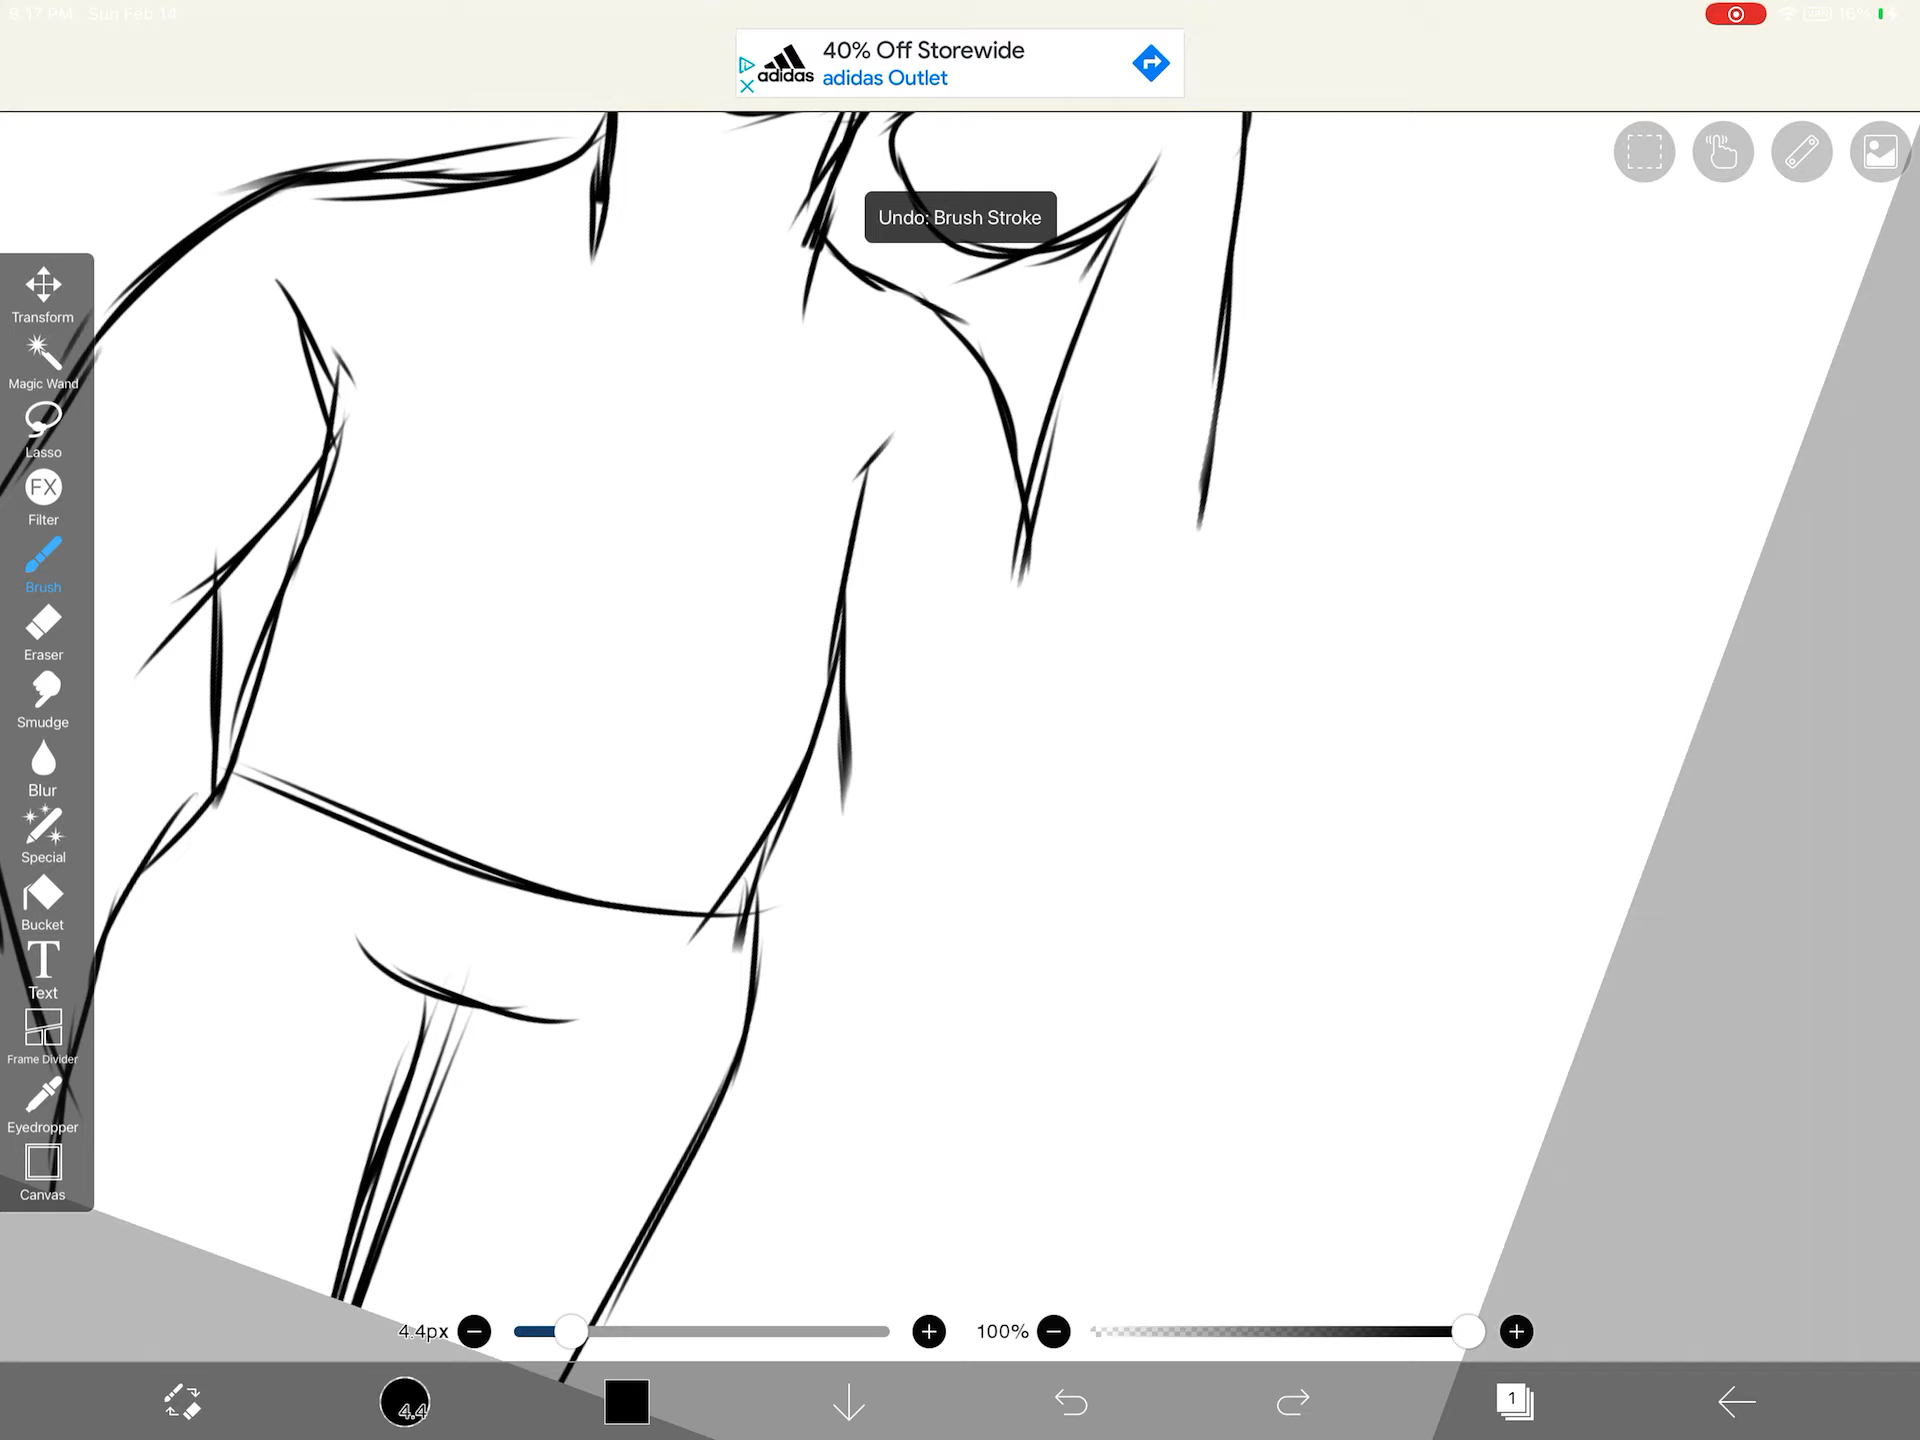 8:17 PM Sun Feb 14
16%
40% Off Storewide
adidas
adidas Outlet
Undo: Brush Stroke
Transform
Magic Wand
Lasso
FX
Filter
Brush
Eraser
Smudge
Blur
Special
Bucket
T
Text
Frame Divider
Eyedropper
Canvas
4.4px
100%
4.4
1